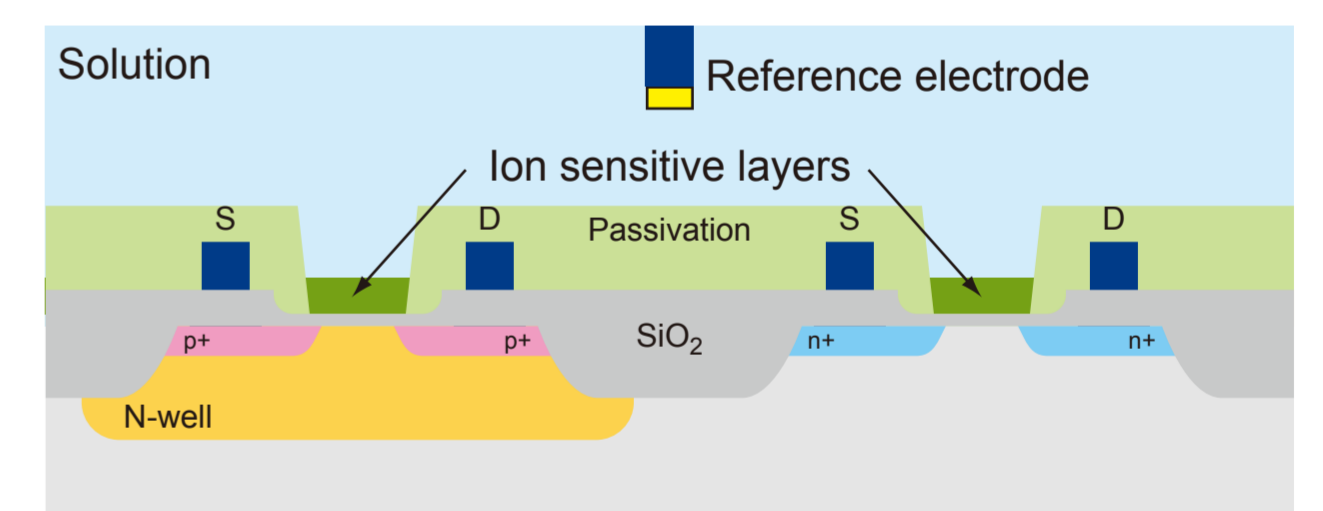 Solution
Reference electrode
Ion sensitive layers
S
D
Passivation
S
D
p+
p+
SiO₂
n+
n+
N-well